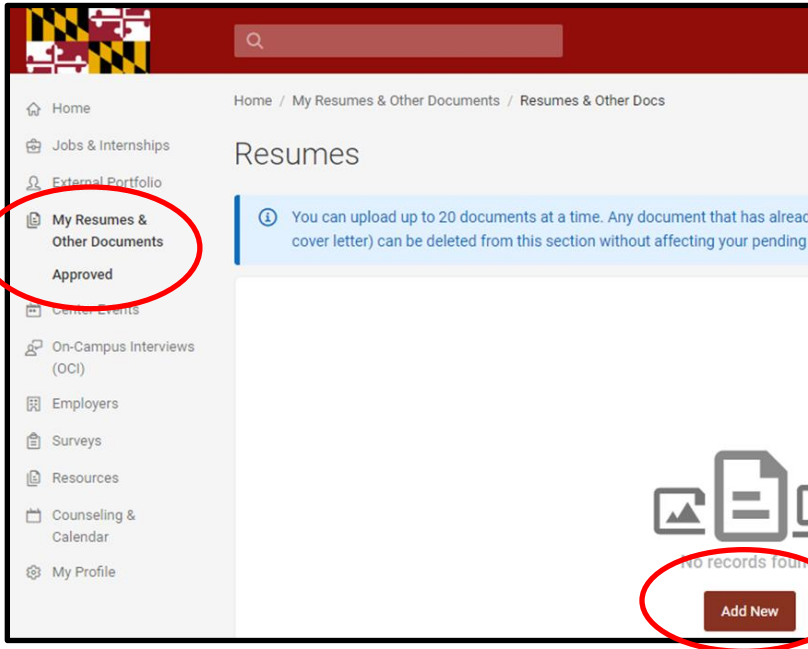 Home
Jobs & Internships
External Portfolio
My Resumes &
Other Documents
Approved
Center Events
On-Campus Interviews
(OCI)
Employers
Surveys
Resources
Counseling &
Calendar
My Profile
Home / My Resumes & Other Documents / Resumes & Other Docs
Resumes
You can upload up to 20 documents at a time. Any document that has
cover letter) can be deleted from this section without affecting your pending
No records
Add New